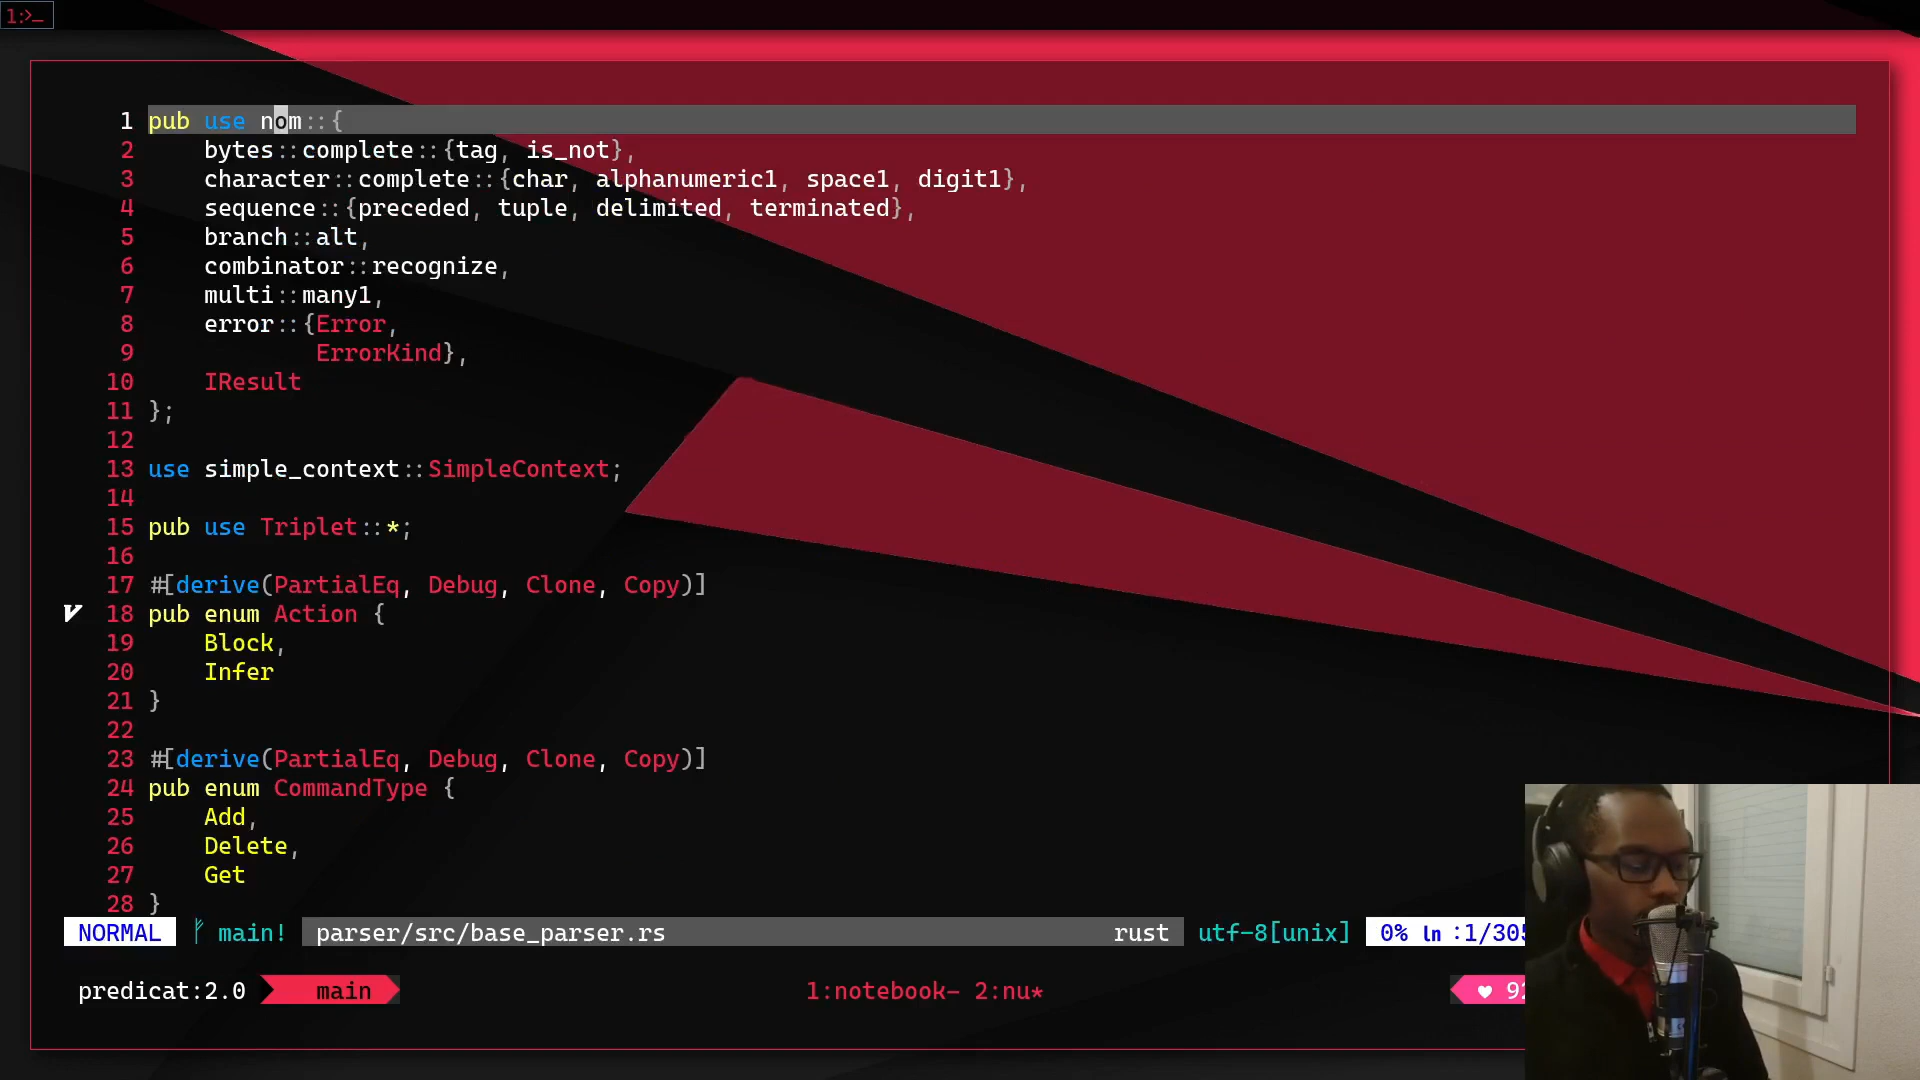 1:>_
1 pub use nom::{
2 bytes::complete::{tag, is_not},
3 character::complete::{char, alphanumeric1, space1, digit1},
4 sequence::{preceded, tuple, delimited, terminated},
5 branch::alt,
6 combinator::recognize,
7 multi::many1,
8 error::{Error,
9 ErrorKind},
10 IResult
11 };
12
13 use simple_context::SimpleContext;
14
15 pub use Triplet::*;
16
17 #[derive(PartialEq, Debug, Clone, Copy)]
18 pub enum Action {
19 Block,
20 Infer
21 }
22
23 #[derive(PartialEq, Debug, Clone, Copy)]
24 pub enum CommandType {
25 Add,
26 Delete,
27 Get
28 }
NORMAL main! parser/src/base_parser.rs rust utf-8[unix] 0% ln :1/305
predicat:2.0 main 1:notebook- 2:nu* ♥ 92